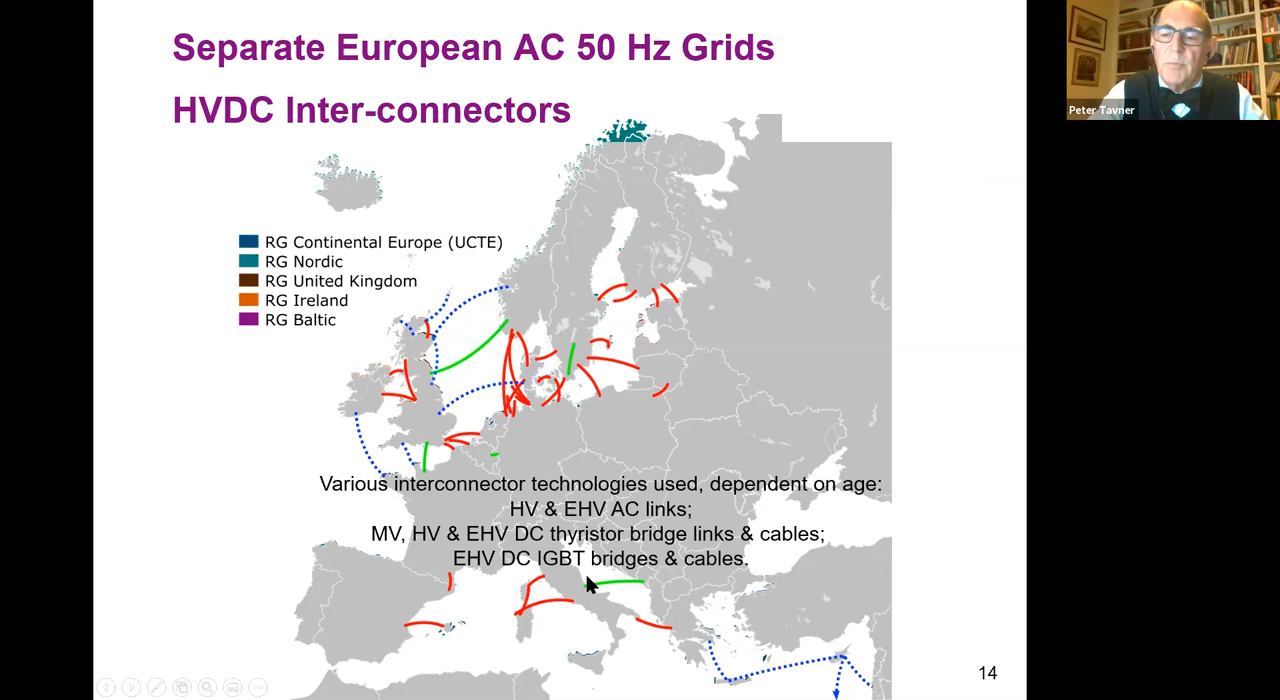 Separate European AC 50 Hz Grids
HVDC Inter-connectors
Peter Tavner
RG Continental Europe (UCTE)
RG Nordic
RG United Kingdom
RG Ireland
RG Baltic
Various interconnector technologies used, dependent on age:
HV & EHV AC links;
MV, HV & EHV DC thyristor bridge links & cables;
EHV DC IGBT bridges & cables.
14